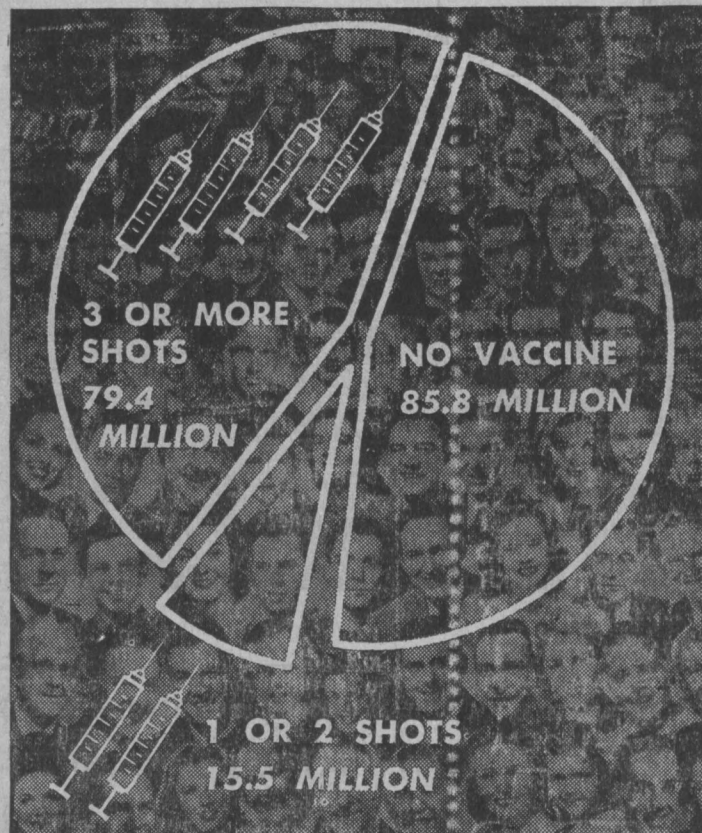 3 OR MORE
SHOTS
79.4
MILLION
NO VACCINE
85.8 MILLION
1 OR 2 SHOTS
15.5 MILLION